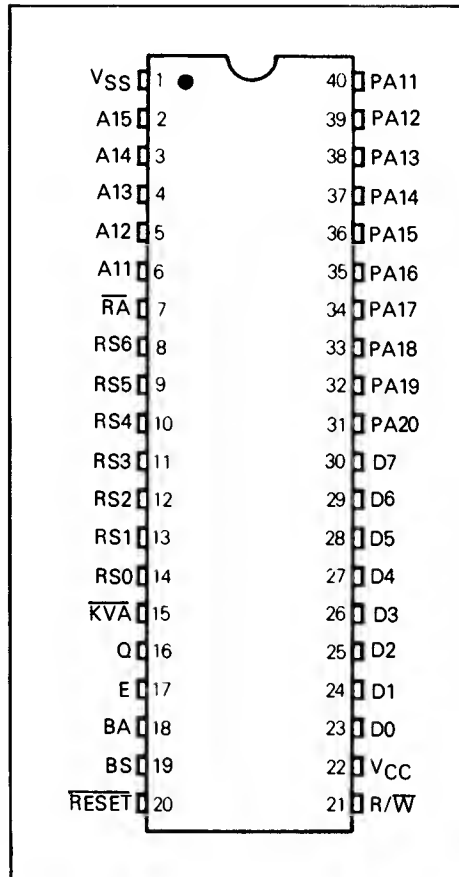 VSS 1 40 PA11
A15 2 39 PA12
A14 3 38 PA13
A13 4 37 PA14
A12 5 36 PA15
A11 6 35 PA16
R̅A̅ 7 34 PA17
RS6 8 33 PA18
RS5 9 32 PA19
RS4 10 31 PA20
RS3 11 30 D7
RS2 12 29 D6
RS1 13 28 D5
RS0 14 27 D4
K̅V̅A̅ 15 26 D3
Q 16 25 D2
E 17 24 D1
BA 18 23 D0
BS 19 22 VCC
R̅E̅S̅E̅T̅ 20 21 R/W̅